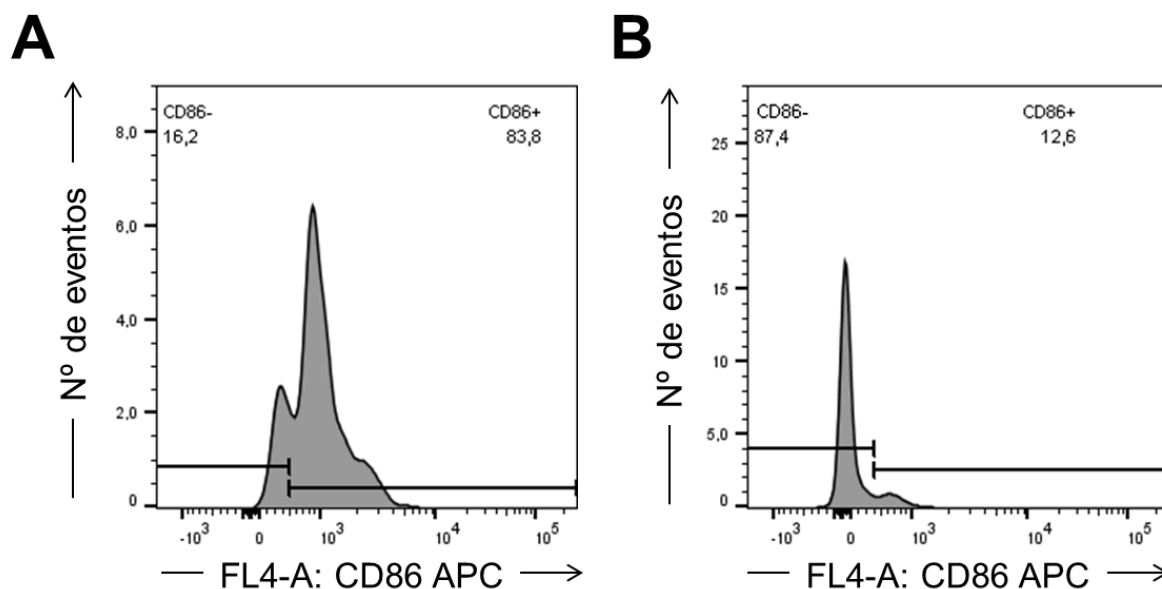 A
B
CD86-
16,2
CD86+
83,8
CD86-
87,4
CD86+
12,6
Nº de eventos
8,0
6,0
4,0
2,0
0
Nº de eventos
25
20
15
10
5,0
0
-10³ 0 10³ 10⁴ 10⁵
-10³ 0 10³ 10⁴ 10⁵
FL4-A: CD86 APC
FL4-A: CD86 APC